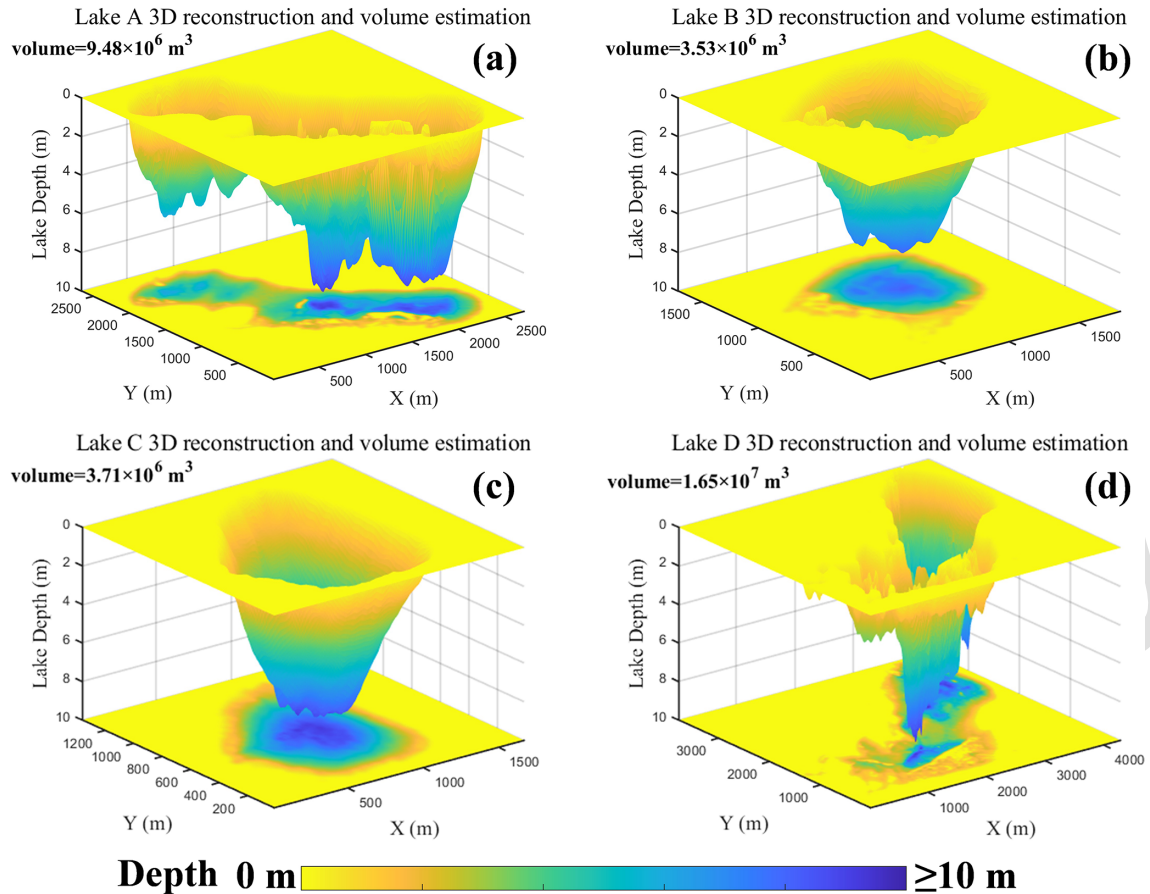 Lake A 3D reconstruction and volume estimation
volume=9.48×10⁶ m³
(a)
0
2
4
6
8
10
Lake Depth (m)
2500
2000
1500
1000
500
Y (m)
500
1000
1500
2000
2500
X (m)
Lake B 3D reconstruction and volume estimation
volume=3.53×10⁶ m³
(b)
0
2
4
6
8
10
Lake Depth (m)
1500
1000
500
Y (m)
500
1000
1500
X (m)
Lake C 3D reconstruction and volume estimation
volume=3.71×10⁶ m³
(c)
0
2
4
6
8
10
Lake Depth (m)
1200
1000
800
600
400
200
Y (m)
500
1000
1500
X (m)
Lake D 3D reconstruction and volume estimation
volume=1.65×10⁷ m³
(d)
0
2
4
6
8
10
Lake Depth (m)
3000
2000
1000
Y (m)
1000
2000
3000
4000
X (m)
Depth 0 m ≥10 m